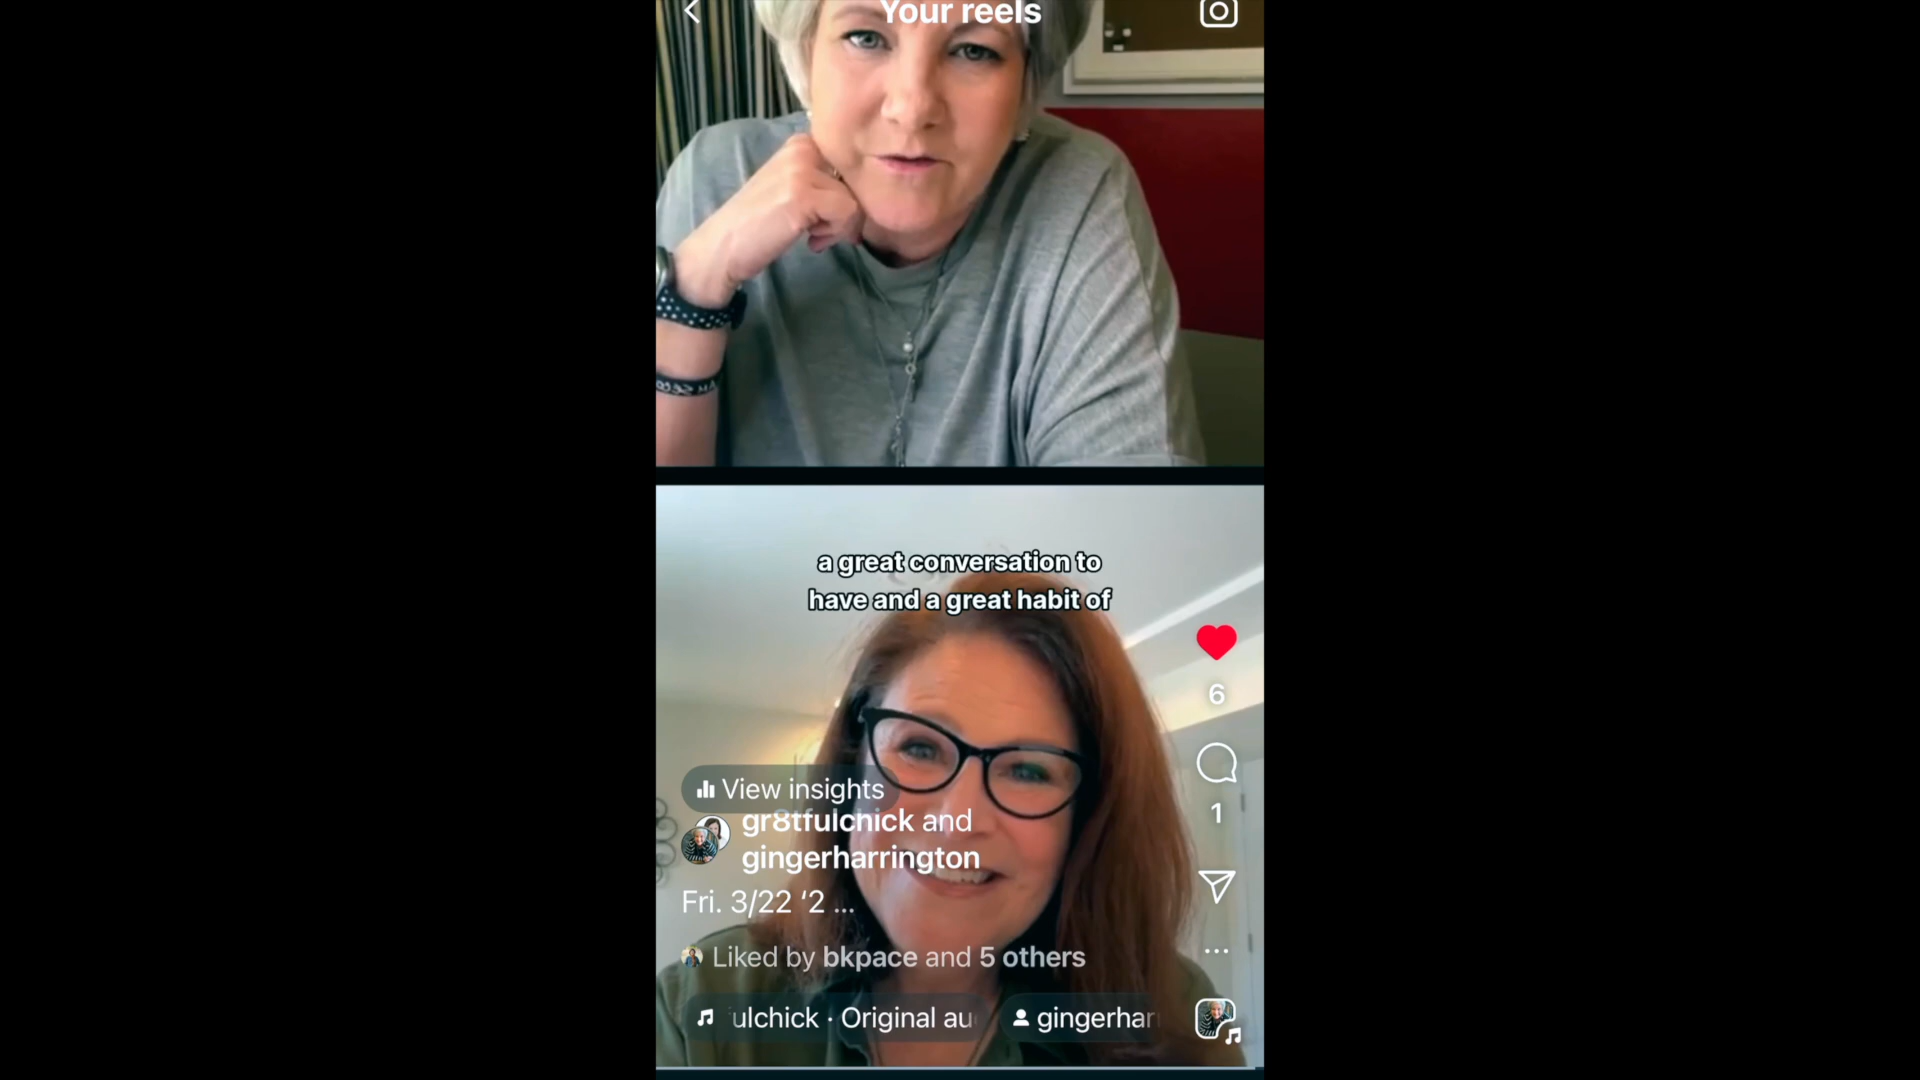 Your reels
a great conversation to
have and a great habit of
6
View insights
1
gr8tfulchick and
gingerharrington
Fri. 3/22 ‘2 ...
Liked by bkpace and 5 others
ulchick · Original au
gingerhar